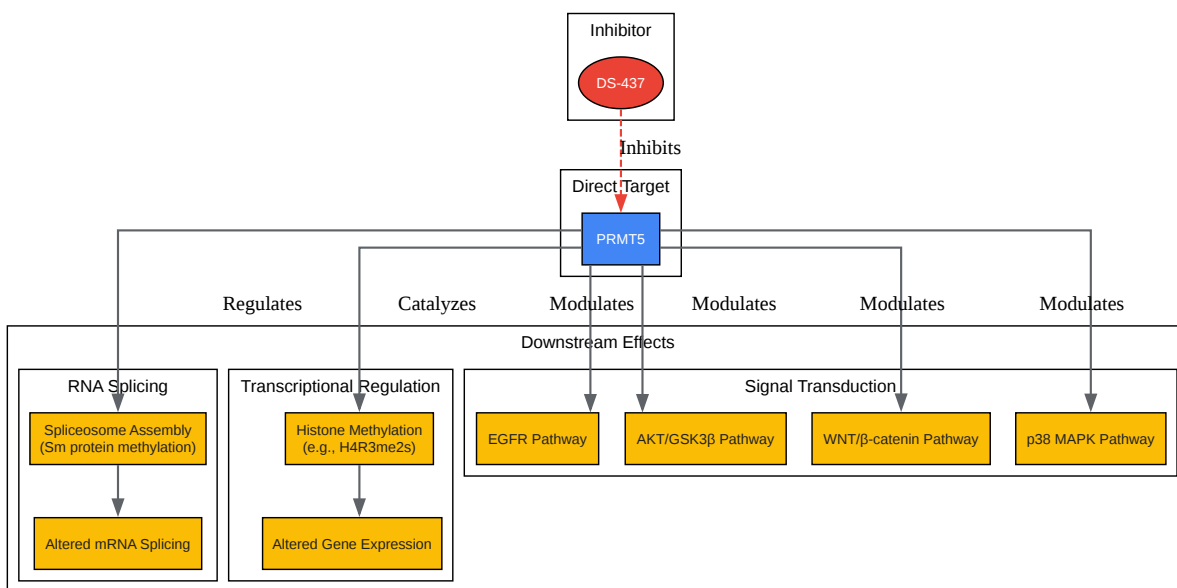 Inhibitor
DS-437
Inhibits
Direct Target
PRMT5
Regulates
Catalyzes
Modulates
Modulates
Modulates
Modulates
Downstream Effects
RNA Splicing
Transcriptional Regulation
Signal Transduction
Spliceosome Assembly
(Sm protein methylation)
Histone Methylation
(e.g., H4R3me2s)
EGFR Pathway
AKT/GSK3β Pathway
WNT/β-catenin Pathway
p38 MAPK Pathway
Altered mRNA Splicing
Altered Gene Expression